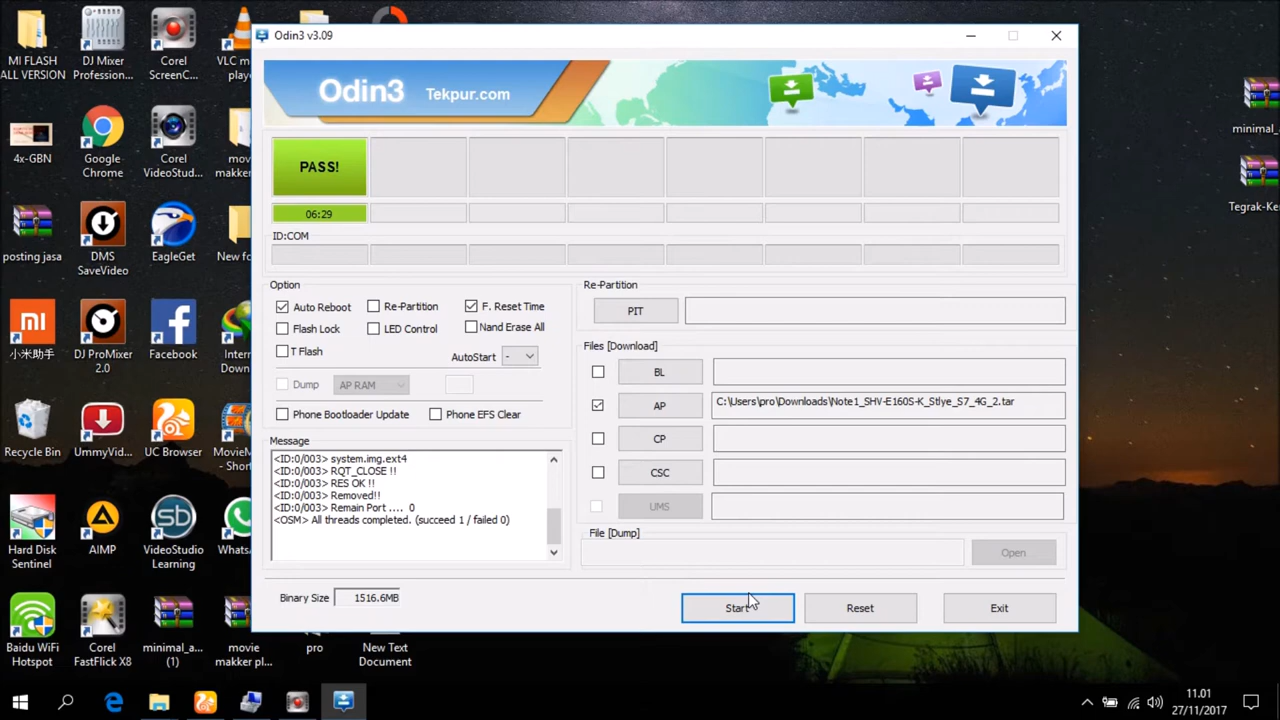 MI FLASH
ALL VERSION
DJ Mixer
Profession...
Corel
ScreenC...
VLC m
playe
4x-GBN
Google
Chrome
Corel
VideoStud...
mov
makker
posting jasa
DMS
SaveVideo
EagleGet
New fo
小米助手
DJ ProMixer
2.0
Facebook
Intern
Down
Recycle Bin
UmmyVid...
UC Browser
MovieM
- Short
Hard Disk
Sentinel
AIMP
VideoStudio
Learning
Whats
Baidu WiFi
Hotspot
Corel
FastFlick X8
minimal_a...
(1)
movie
makker pl...
pro
New Text
Document
minimal_
Tegrak-Ke
Odin3 v3.09
Odin3 Tekpur.com
PASS!
06:29
ID:COM
Option
Auto Reboot
Re-Partition
F. Reset Time
Flash Lock
LED Control
Nand Erase All
T Flash
AutoStart -
Dump
AP RAM
Phone Bootloader Update
Phone EFS Clear
Message
<ID:0/003> system.img.ext4
<ID:0/003> RQT_CLOSE !!
<ID:0/003> RES OK !!
<ID:0/003> Removed!!
<ID:0/003> Remain Port .... 0
<OSM> All threads completed. (succeed 1 / failed 0)
Re-Partition
PIT
Files [Download]
BL
AP
C:\Users\pro\Downloads\Note1_SHV-E160S-K_Stlye_S7_4G_2.tar
CP
CSC
UMS
File [Dump]
Open
Binary Size
1516.6MB
Start
Reset
Exit
11.01
27/11/2017